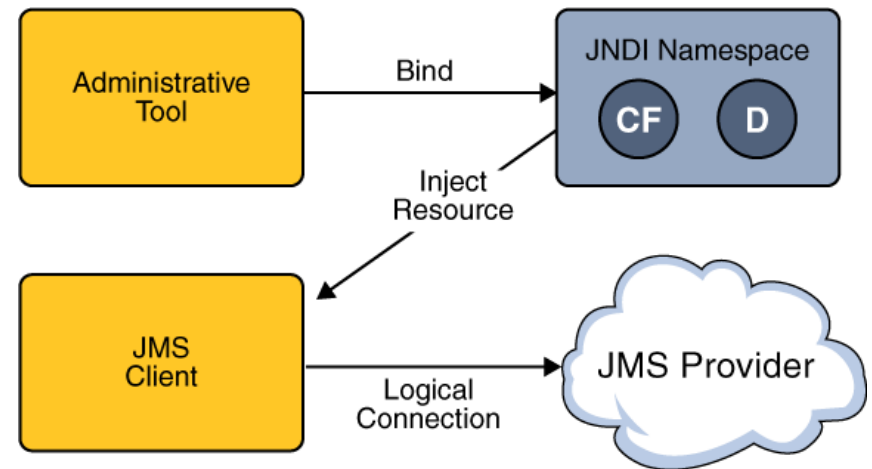 Administrative
Tool
Bind
JNDI Namespace
CF
D
Inject
Resource
JMS
Client
Logical
Connection
JMS Provider